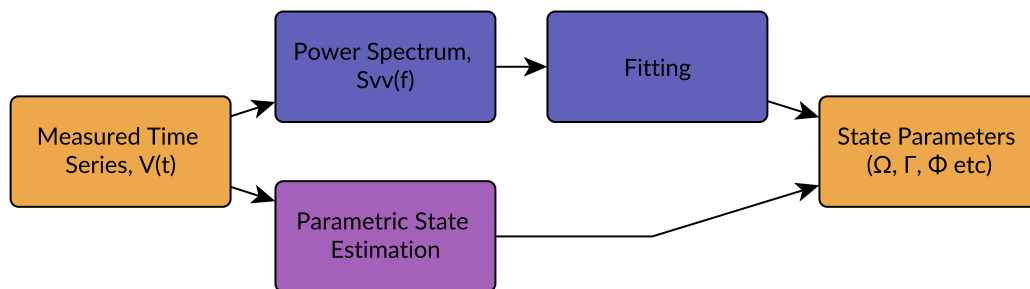 Power Spectrum,
Svv(f)
Fitting
Measured Time
Series, V(t)
State Parameters
(Ω, Γ, Φ etc)
Parametric State
Estimation